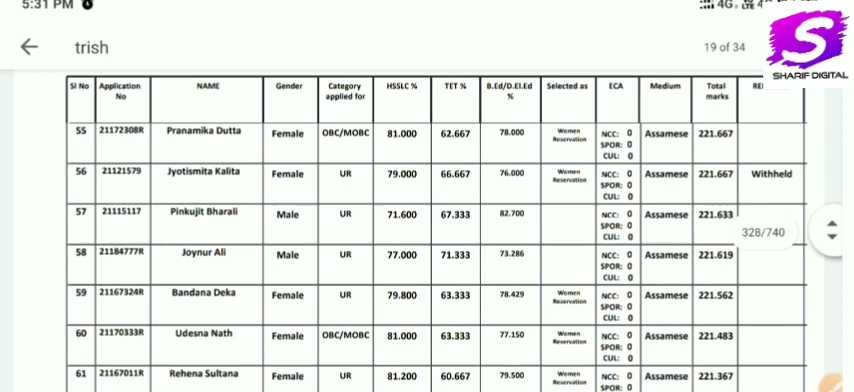 5:31 PM
4G
LTE
4
trish
19 of 34
S
SHARIF DIGITAL
Sl No Application No NAME Gender Category applied for HSSLC % TET % B.Ed/D.El.Ed % Selected as ECA Medium Total marks
55 21172308R Pranamika Dutta Female OBC/MOBC 81.000 62.667 78.000 Women Reservation NCC: 0 SPOR: 0 CUL: 0 Assamese 221.667
56 21121579 Jyotismita Kalita Female UR 79.000 66.667 76.000 Women Reservation NCC: 0 SPOR: 0 CUL: 0 Assamese 221.667 Withheld
57 21115117 Pinkujit Bharali Male UR 71.600 67.333 82.700 NCC: 0 SPOR: 0 CUL: 0 Assamese 221.633
328/740
58 21184777R Joynur Ali Male UR 77.000 71.333 73.286 NCC: 0 SPOR: 0 CUL: 0 Assamese 221.619
59 21167324R Bandana Deka Female UR 79.800 63.333 78.429 Women Reservation NCC: 0 SPOR: 0 CUL: 0 Assamese 221.562
60 21170333R Udesna Nath Female OBC/MOBC 81.000 63.333 77.150 Women Reservation NCC: 0 SPOR: 0 CUL: 0 Assamese 221.483
61 21167011R Rehena Sultana Female UR 81.200 60.667 79.500 Women Reservation NCC: 0 SPOR: 0 Assamese 221.367